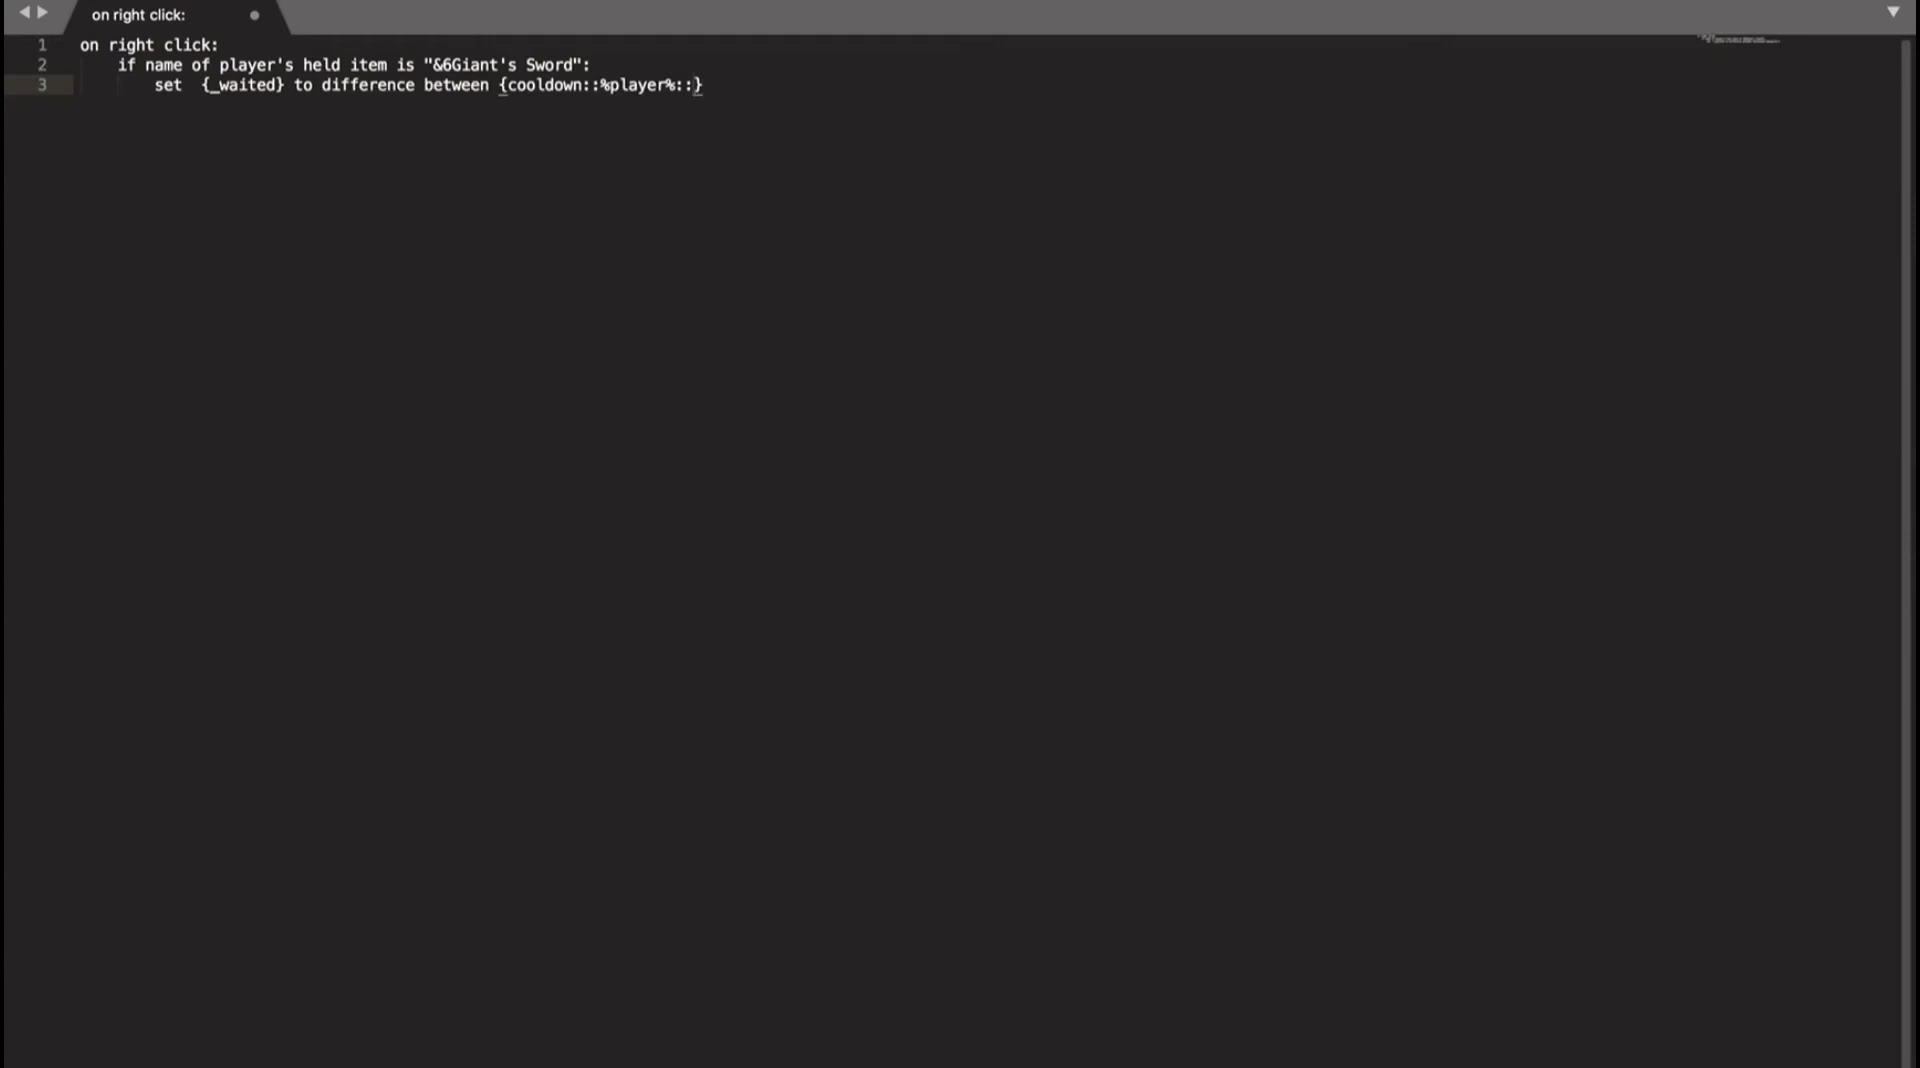 on right click:
1 on right click:
2 if name of player's held item is "&6Giant's Sword":
3 set  {_waited} to difference between {cooldown::%player%::}